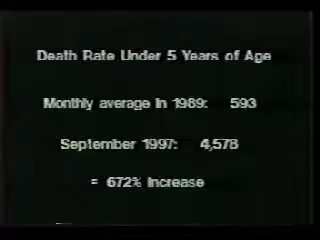 Death Rate Under 5 Years of Age
Monthly average in 1989: 593
September 1997: 4,578
= 672% Increase